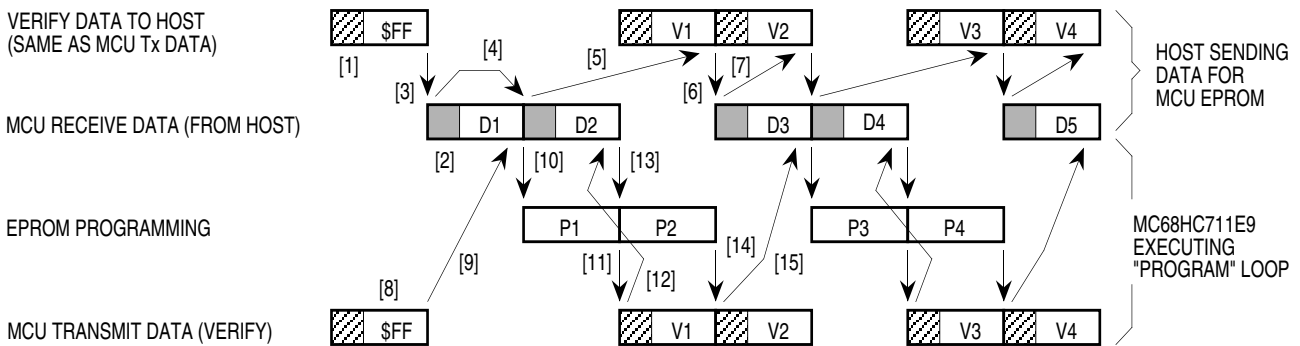 VERIFY DATA TO HOST
(SAME AS MCU Tx DATA)
$FF
V1
V2
V3
V4
[1]
[3]
[4]
[5]
[6]
[7]
HOST SENDING
DATA FOR
MCU EPROM
MCU RECEIVE DATA (FROM HOST)
D1
D2
D3
D4
D5
[2]
[10]
[13]
EPROM PROGRAMMING
P1
P2
P3
P4
MC68HC711E9
EXECUTING
"PROGRAM" LOOP
[8]
[9]
[11]
[12]
[14]
[15]
MCU TRANSMIT DATA (VERIFY)
$FF
V1
V2
V3
V4